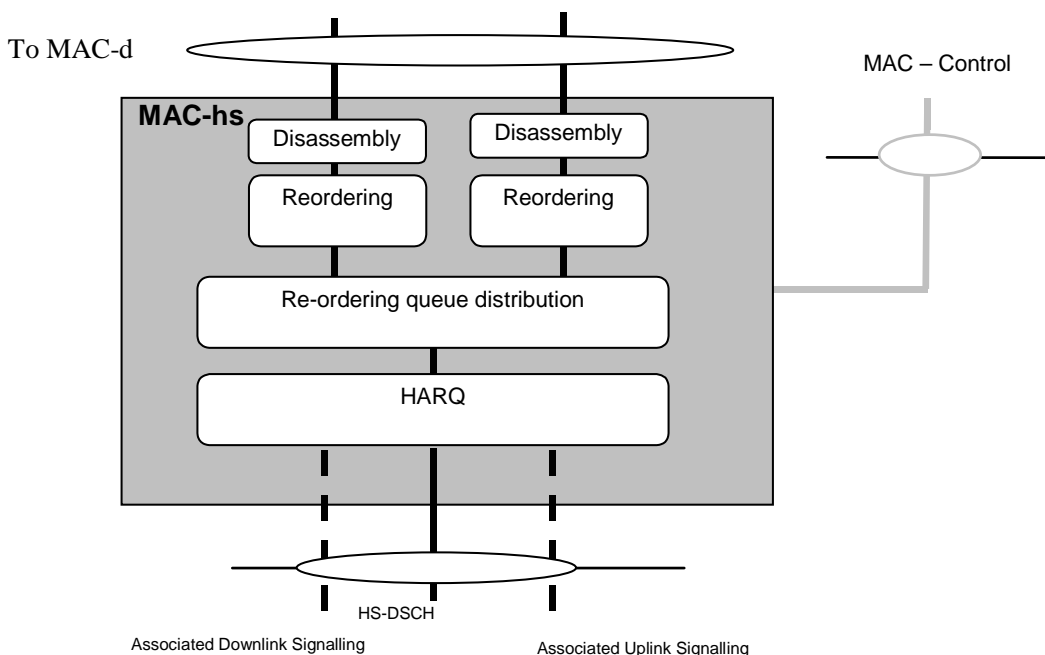 To MAC-d
MAC – Control
MAC-hs
Disassembly
Disassembly
Reordering
Reordering
Re-ordering queue distribution
HARQ
HS-DSCH
Associated Downlink Signalling
Associated Uplink Signalling